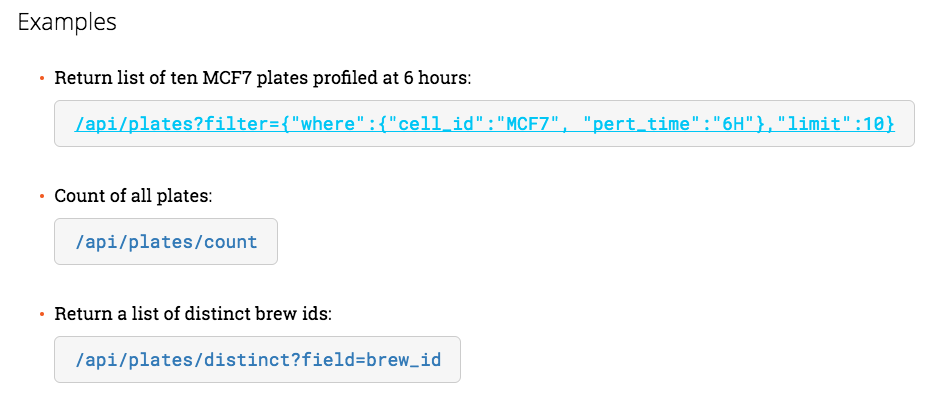 Examples
Return list of ten MCF7 plates profiled at 6 hours:
/api/plates?filter={"where":{"cell_id":"MCF7", "pert_time":"6H"},"limit":10}
Count of all plates:
/api/plates/count
Return a list of distinct brew ids:
/api/plates/distinct?field=brew_id